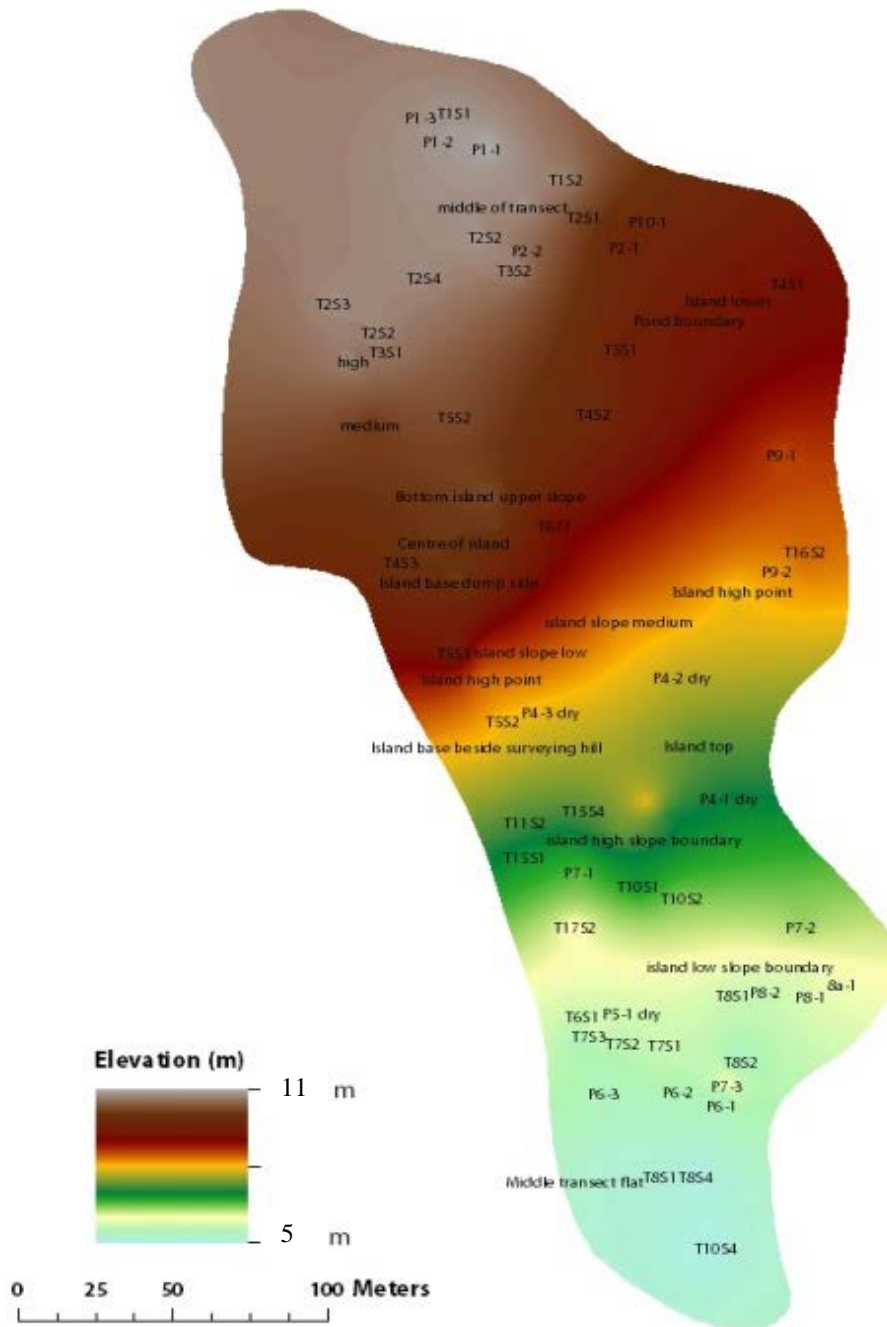 P1-3 T1S1
P1-2 P1-1
T1S2
middle of transect
T2S1 P10-1
T2S2
P2-2 P2-1
T3S2
T2S4
T2S1
Island lower
T2S3
Pond boundary
T2S2
T3S1 T3S1
high
T5S2 T4S2
medium
P9-1
Bottom island upper slope
Centre of island
T16S2
T4S3
P9-2
Island base dump side
Island high point
island slope medium
T5S1 Island slope low
Island high point P4-2 dry
P4-3 dry
T5S2
Island base beside surveying hill Island top
P4-1 dry
T15S4
T11S2
island high slope boundary
T15S1
P7-1
T10S1
T10S2
T17S2 P7-2
island low slope boundary
8a-1
T8S1 P8-2 P8-1
T6S1 P5-1 dry
T7S3 T7S2 T7S1
T8S2
P7-3
P6-3 P6-2
P6-1
Middle transect flat T8S1 T8S4
T10S4
Elevation (m)
11 m
5 m
0 25 50 100 Meters